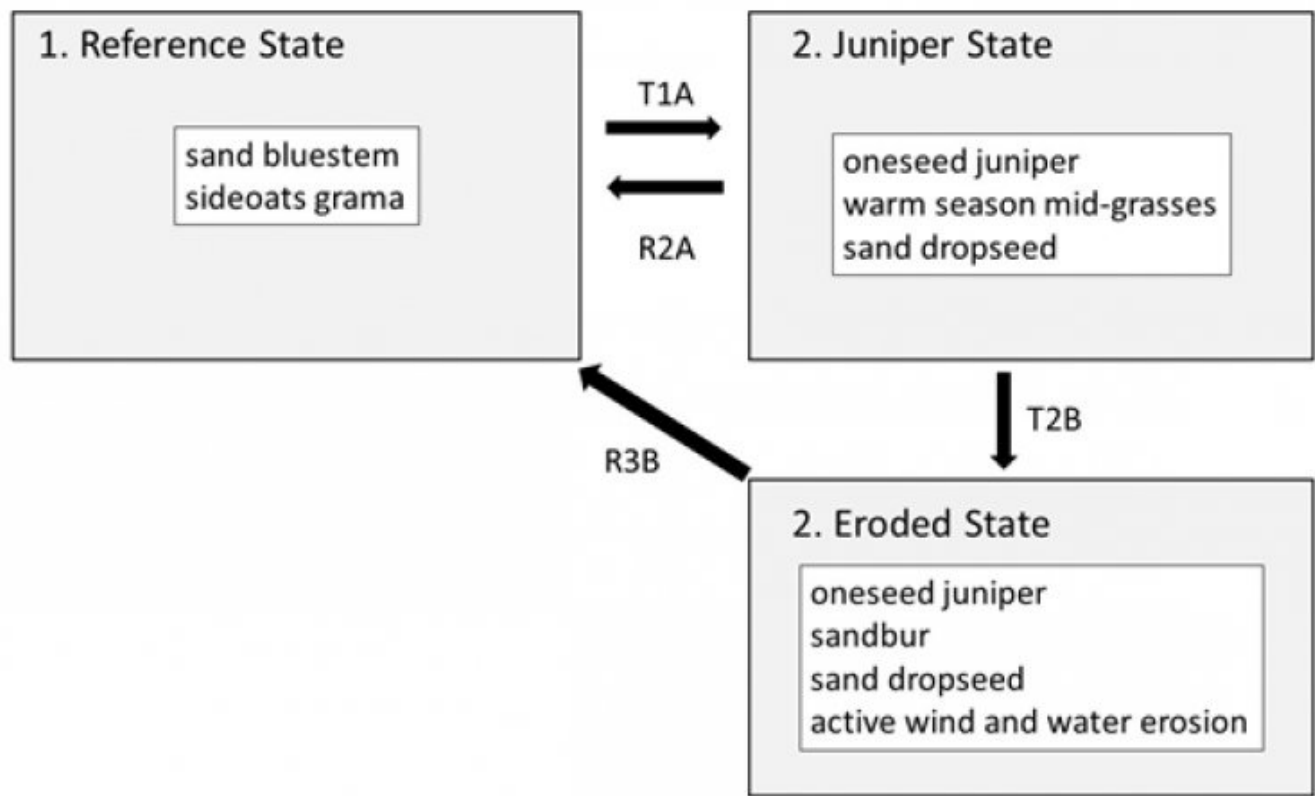 1. Reference State
sand bluestem
sideoats grama
T1A
R2A
2. Juniper State
oneseed juniper
warm season mid-grasses
sand dropseed
T2B
R3B
2. Eroded State
oneseed juniper
sandbur
sand dropseed
active wind and water erosion